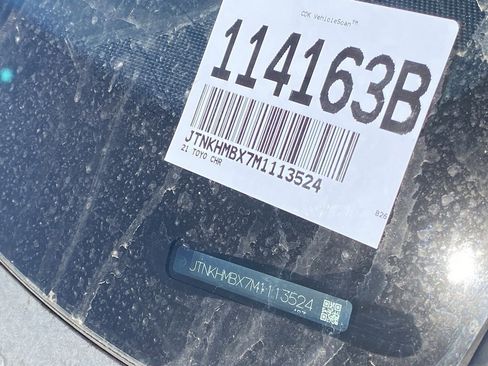 CDK VehicleScan™
114163B
JTNKHMBX7M1113524
21 TOYO CHR
826
JTNKHMBX7M1113524